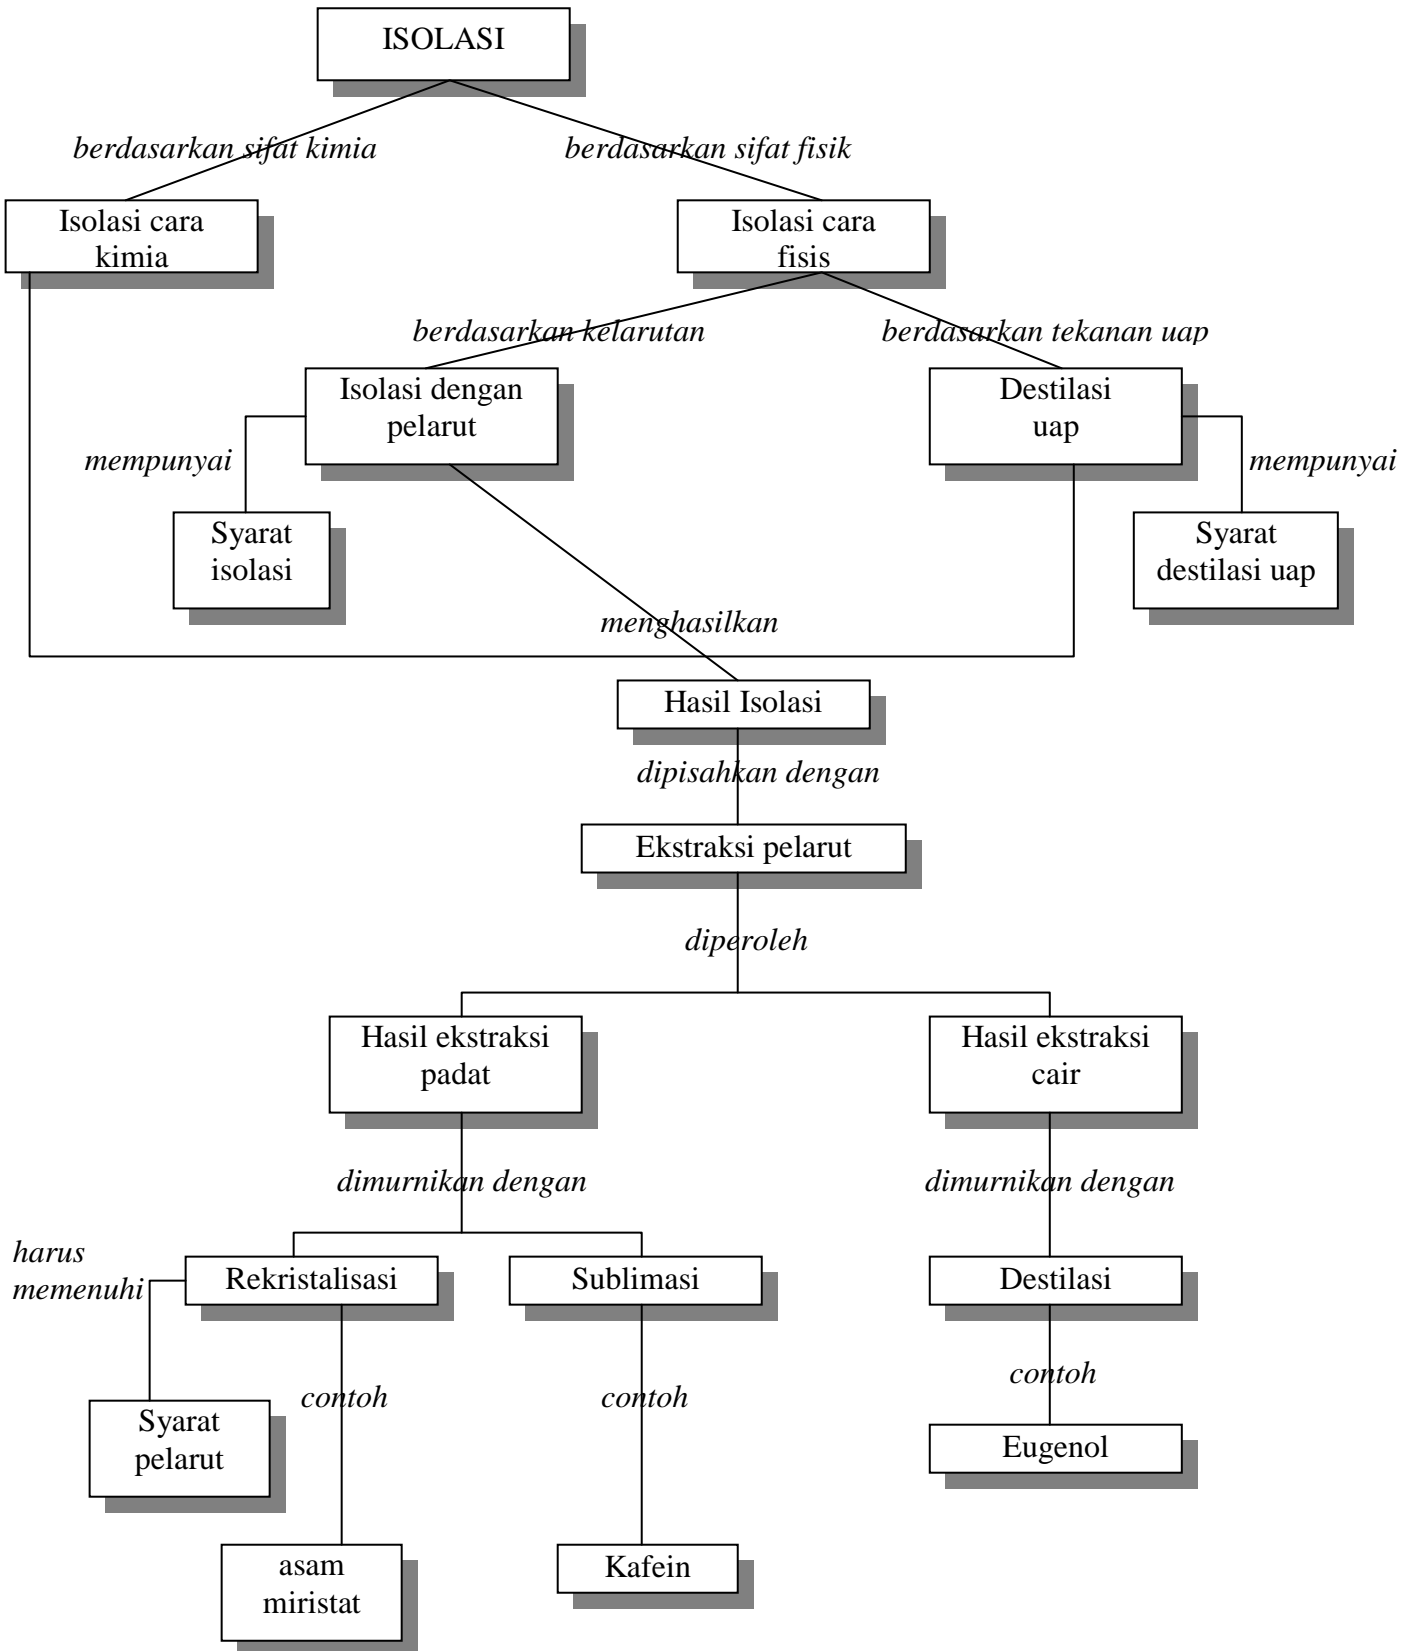 ISOLASI
berdasarkan sifat kimia
berdasarkan sifat fisik
Isolasi cara
kimia
Isolasi cara
fisis
berdasarkan kelarutan
berdasarkan tekanan uap
Isolasi dengan
pelarut
Destilasi
uap
mempunyai
mempunyai
Syarat
isolasi
Syarat
destilasi uap
menghasilkan
Hasil Isolasi
dipisahkan dengan
Ekstraksi pelarut
diperoleh
Hasil ekstraksi
padat
Hasil ekstraksi
cair
dimurnikan dengan
dimurnikan dengan
harus
memenuhi
Rekristalisasi
Sublimasi
Destilasi
contoh
contoh
contoh
Syarat
pelarut
Eugenol
asam
miristat
Kafein